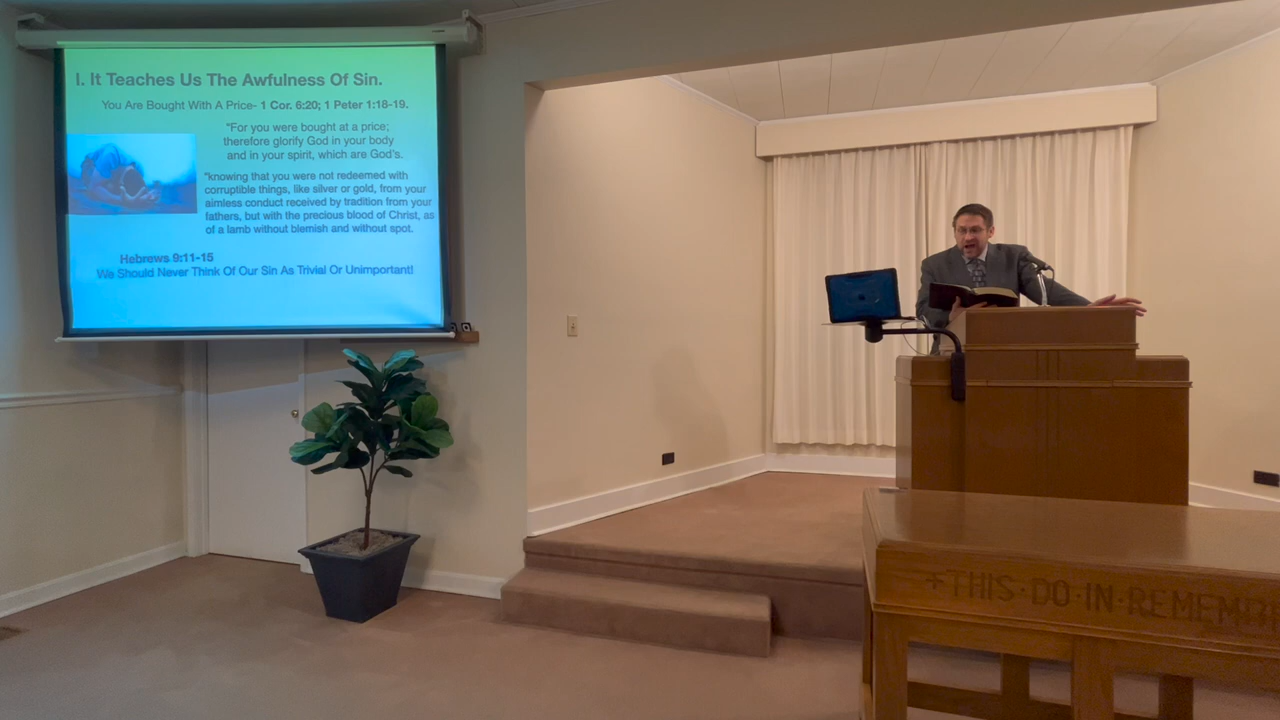 I. It Teaches Us The Awfulness Of Sin.
You Are Bought With A Price- 1 Cor. 6:20; 1 Peter 1:18-19.
"For you were bought at a price;
therefore glorify God in your body
and in your spirit, which are God's.
"knowing that you were not redeemed with
corruptible things, like silver or gold, from your
aimless conduct received by tradition from your
fathers, but with the precious blood of Christ, as
of a lamb without blemish and without spot.
Hebrews 9:11-15
We Should Never Think Of Our Sin As Trivial Or Unimportant!
+THIS·DO·IN·REMEM